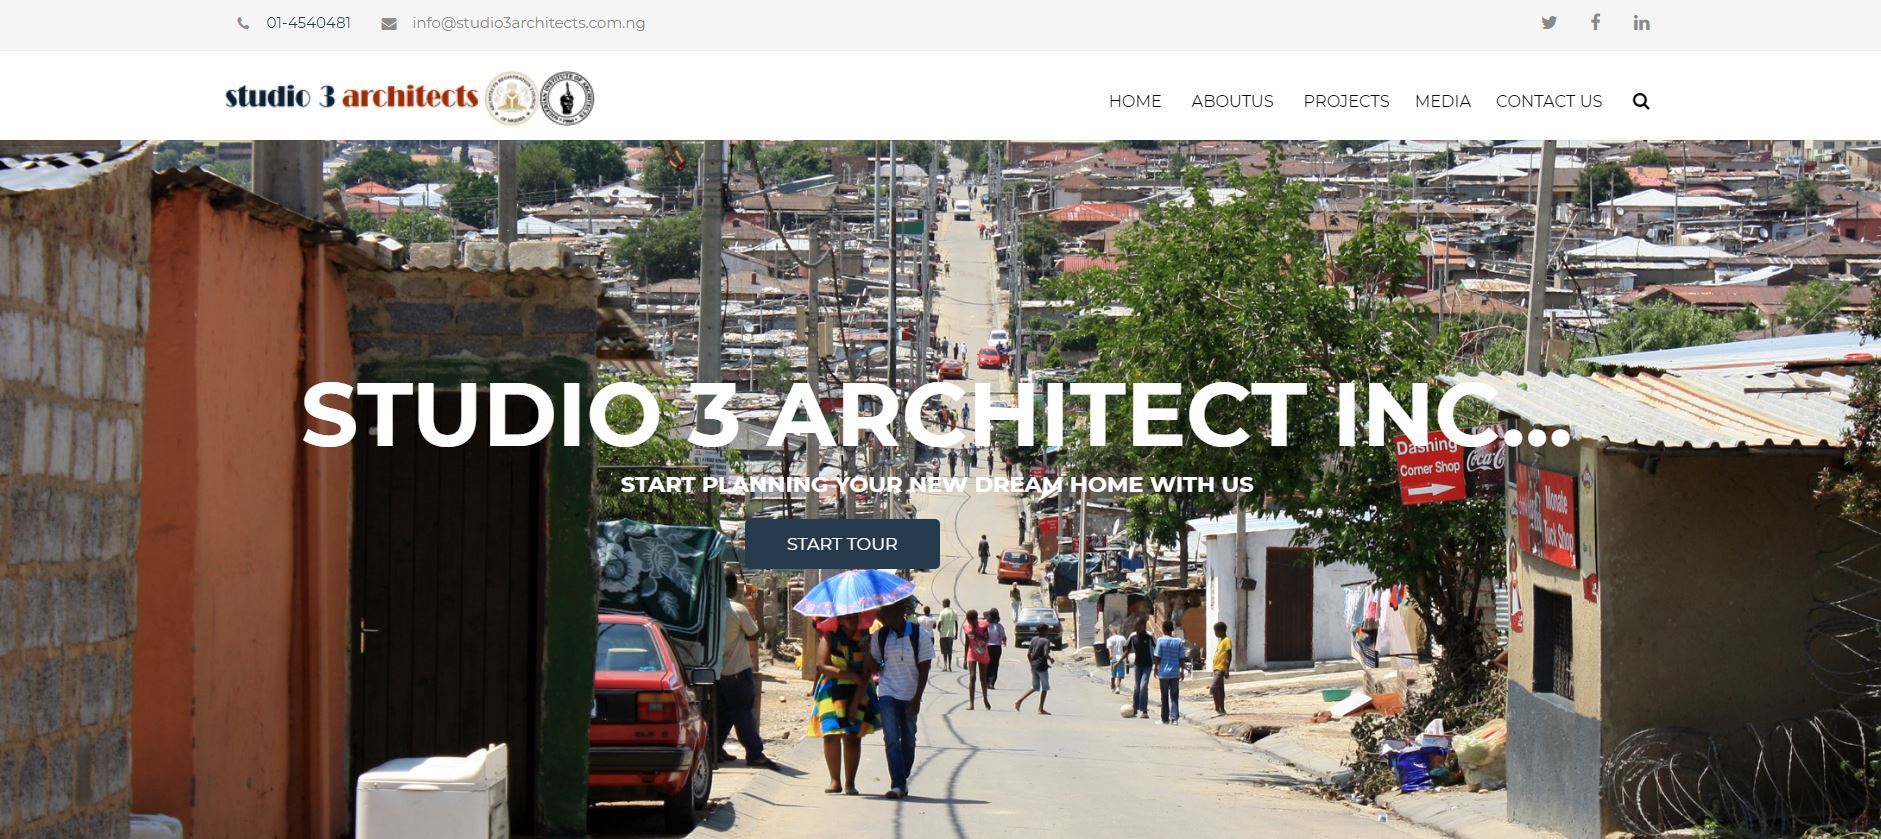 01-4540481 info@studio3architects.com.ng
studio 3 architects
HOME ABOUTUS PROJECTS MEDIA CONTACT US
STUDIO 3 ARCHITECT INC...
START PLANNING YOUR NEW DREAM HOME WITH US
START TOUR
Dashing
Corner Shop
Coca-Cola
Monate
Tuck Shop